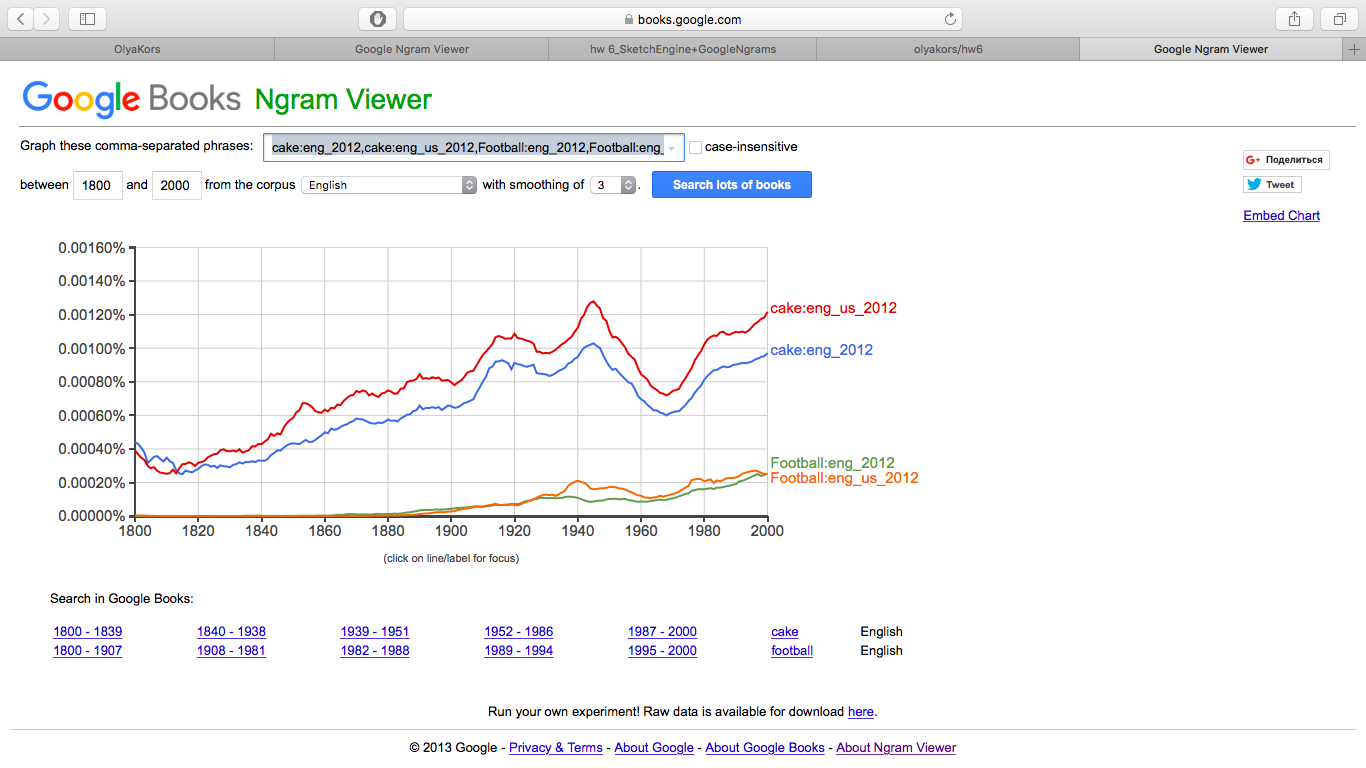 books.google.com
OlyaKors
Google Ngram Viewer
hw 6_SketchEngine+GoogleNgrams
olyakors/hw6
Google Ngram Viewer
Google Books Ngram Viewer
Graph these comma-separated phrases: cake:eng_2012,cake:eng_us_2012,Football:eng_2012,Football:eng_ case-insensitive
between 1800 and 2000 from the corpus English with smoothing of 3 . Search lots of books
G+ Поделиться
Tweet
Embed Chart
0.00160%
0.00140%
0.00120%
0.00100%
0.00080%
0.00060%
0.00040%
0.00020%
0.00000%
cake:eng_us_2012
cake:eng_2012
Football:eng_2012
Football:eng_us_2012
1800 1820 1840 1860 1880 1900 1920 1940 1960 1980 2000
(click on line/label for focus)
Search in Google Books:
1800 - 1839 1840 - 1938 1939 - 1951 1952 - 1986 1987 - 2000 cake English
1800 - 1907 1908 - 1981 1982 - 1988 1989 - 1994 1995 - 2000 football English
Run your own experiment! Raw data is available for download here.
© 2013 Google - Privacy & Terms - About Google - About Google Books - About Ngram Viewer